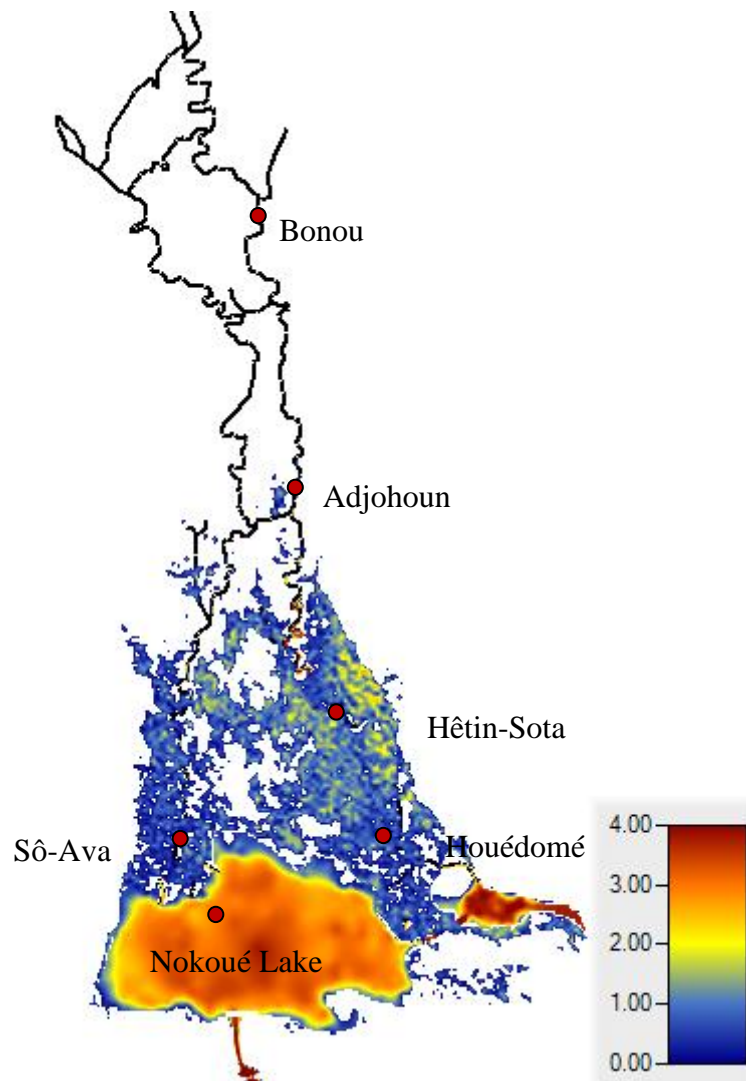 Bonou
Adjohoun
Hêtin-Sota
Sô-Ava
Houédomé
Nokoué Lake
4.00
3.00
2.00
1.00
0.00